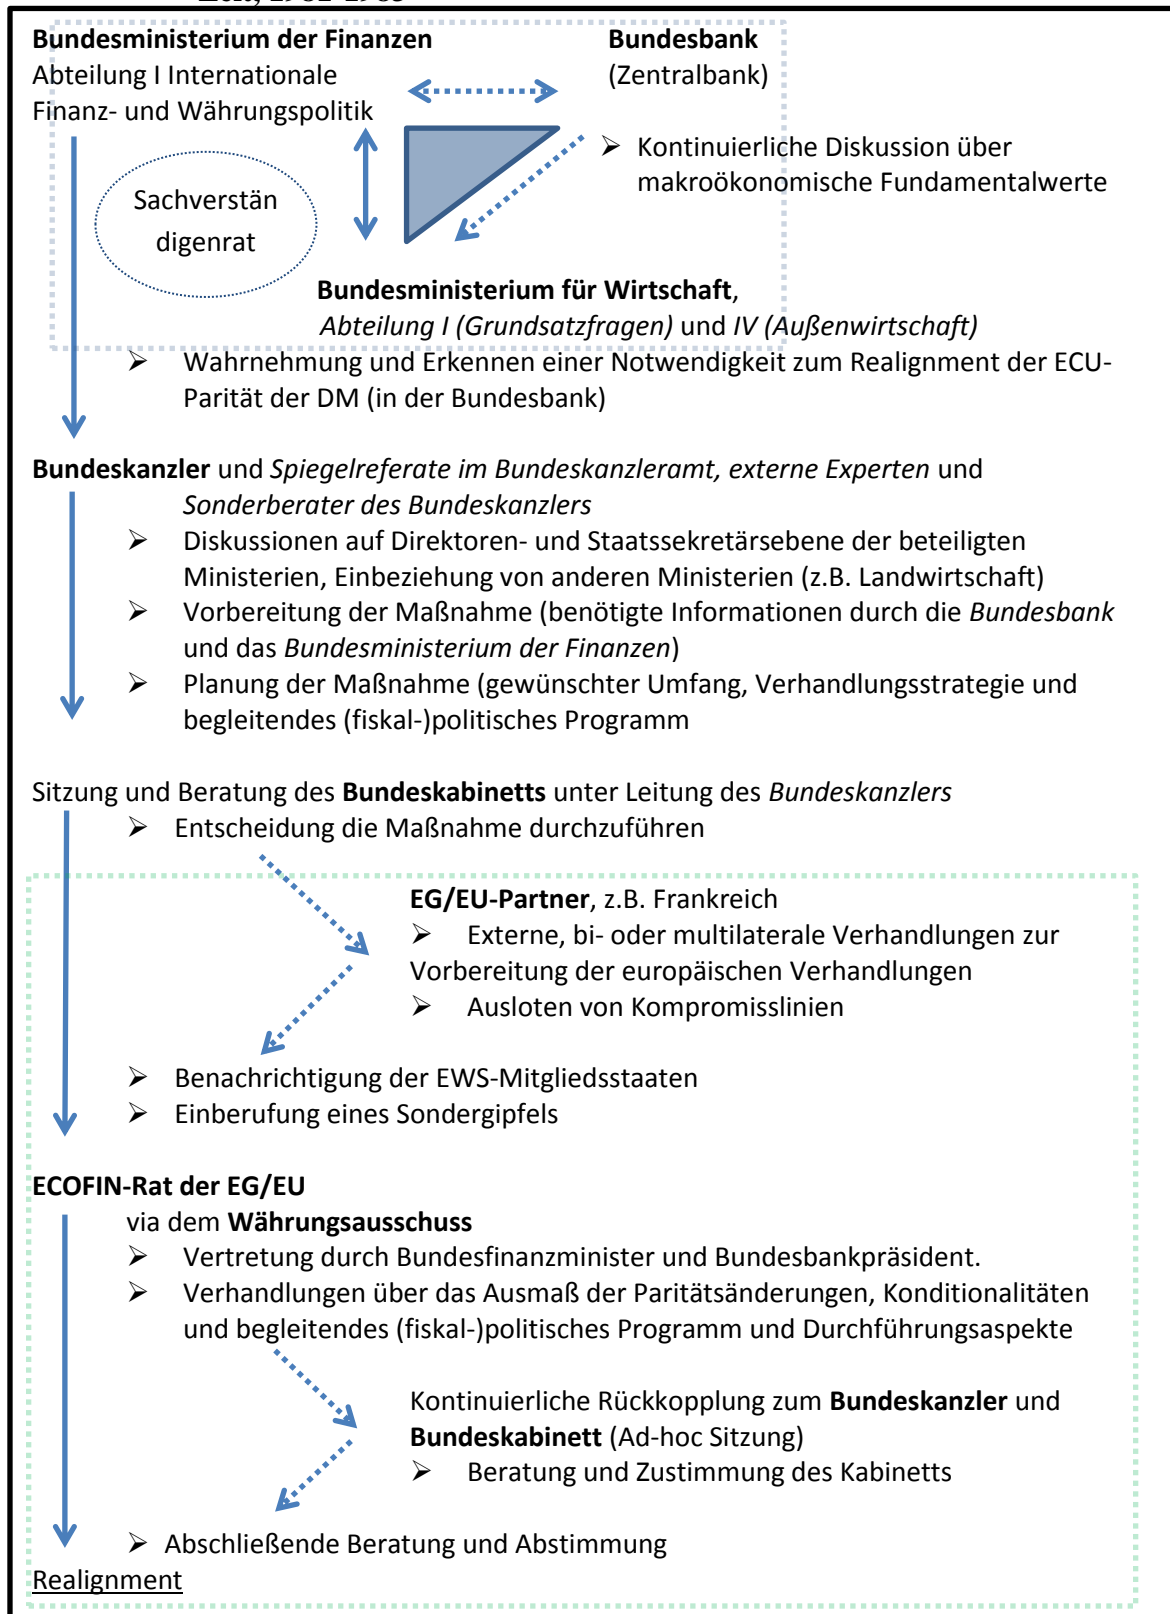 Bundesministerium der Finanzen
Abteilung I Internationale
Finanz- und Währungspolitik
Bundesbank
(Zentralbank)
➢ Kontinuierliche Diskussion über
makroökonomische Fundamentalwerte
Sachverstän
digenrat
Bundesministerium für Wirtschaft,
Abteilung I (Grundsatzfragen) und IV (Außenwirtschaft)
➢ Wahrnehmung und Erkennen einer Notwendigkeit zum Realignment der ECU-
Parität der DM (in der Bundesbank)
Bundeskanzler und Spiegelreferate im Bundeskanzleramt, externe Experten und
Sonderberater des Bundeskanzlers
➢ Diskussionen auf Direktoren- und Staatssekretärsebene der beteiligten
Ministerien, Einbeziehung von anderen Ministerien (z.B. Landwirtschaft)
➢ Vorbereitung der Maßnahme (benötigte Informationen durch die Bundesbank
und das Bundesministerium der Finanzen)
➢ Planung der Maßnahme (gewünschter Umfang, Verhandlungsstrategie und
begleitendes (fiskal-)politisches Programm
Sitzung und Beratung des Bundeskabinetts unter Leitung des Bundeskanzlers
➢ Entscheidung die Maßnahme durchzuführen
EG/EU-Partner, z.B. Frankreich
➢ Externe, bi- oder multilaterale Verhandlungen zur
Vorbereitung der europäischen Verhandlungen
➢ Ausloten von Kompromisslinien
➢ Benachrichtigung der EWS-Mitgliedsstaaten
➢ Einberufung eines Sondergipfels
ECOFIN-Rat der EG/EU
via dem Währungsausschuss
➢ Vertretung durch Bundesfinanzminister und Bundesbankpräsident.
➢ Verhandlungen über das Ausmaß der Paritätsänderungen, Konditionalitäten
und begleitendes (fiskal-)politisches Programm und Durchführungsaspekte
Kontinuierliche Rückkopplung zum Bundeskanzler und
Bundeskabinett (Ad-hoc Sitzung)
➢ Beratung und Zustimmung des Kabinetts
➢ Abschließende Beratung und Abstimmung
Realignment